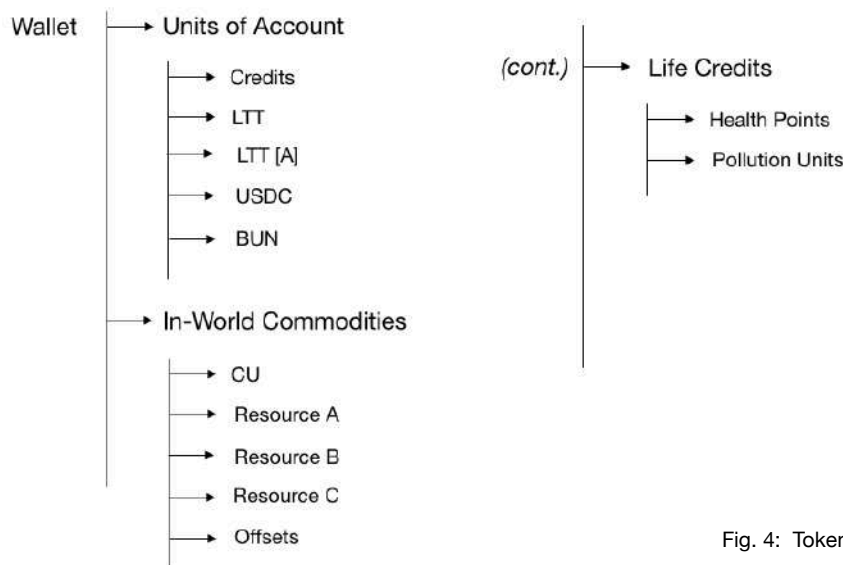 Wallet
Units of Account
Credits
LTT
LTT [A]
USDC
BUN
In-World Commodities
CU
Resource A
Resource B
Resource C
Offsets
(cont.)
Life Credits
Health Points
Pollution Units
Fig. 4: Token